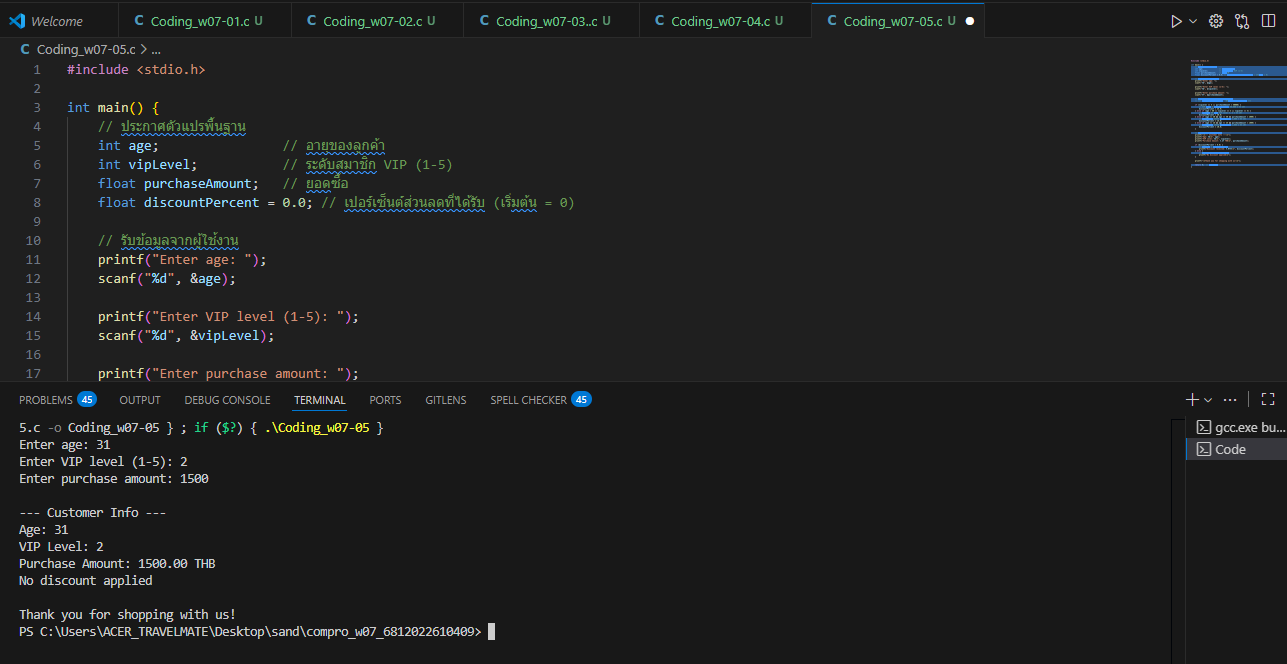 Welcome
C Coding_w07-01.c U
C Coding_w07-02.c U
C Coding_w07-03..c U
C Coding_w07-04.c U
C Coding_w07-05.c U
C Coding_w07-05.c > ...
1 #include <stdio.h>
2
3 int main() {
4 // ประกาศตัวแปรพื้นฐาน
5 int age; // อายุของลูกค้า
6 int vipLevel; // ระดับสมาชิก VIP (1-5)
7 float purchaseAmount; // ยอดซื้อ
8 float discountPercent = 0.0; // เปอร์เซ็นต์ส่วนลดที่ได้รับ (เริ่มต้น = 0)
9
10 // รับข้อมูลจากผู้ใช้งาน
11 printf("Enter age: ");
12 scanf("%d", &age);
13
14 printf("Enter VIP level (1-5): ");
15 scanf("%d", &vipLevel);
16
17 printf("Enter purchase amount: ");
PROBLEMS 45 OUTPUT DEBUG CONSOLE TERMINAL PORTS GITLENS SPELL CHECKER 45
5.c -o Coding_w07-05 } ; if ($?) { .\Coding_w07-05 }
Enter age: 31
Enter VIP level (1-5): 2
Enter purchase amount: 1500
--- Customer Info ---
Age: 31
VIP Level: 2
Purchase Amount: 1500.00 THB
No discount applied
Thank you for shopping with us!
PS C:\Users\ACER_TRAVELMATE\Desktop\sand\compro_w07_6812022610409>
gcc.exe bu...
Code